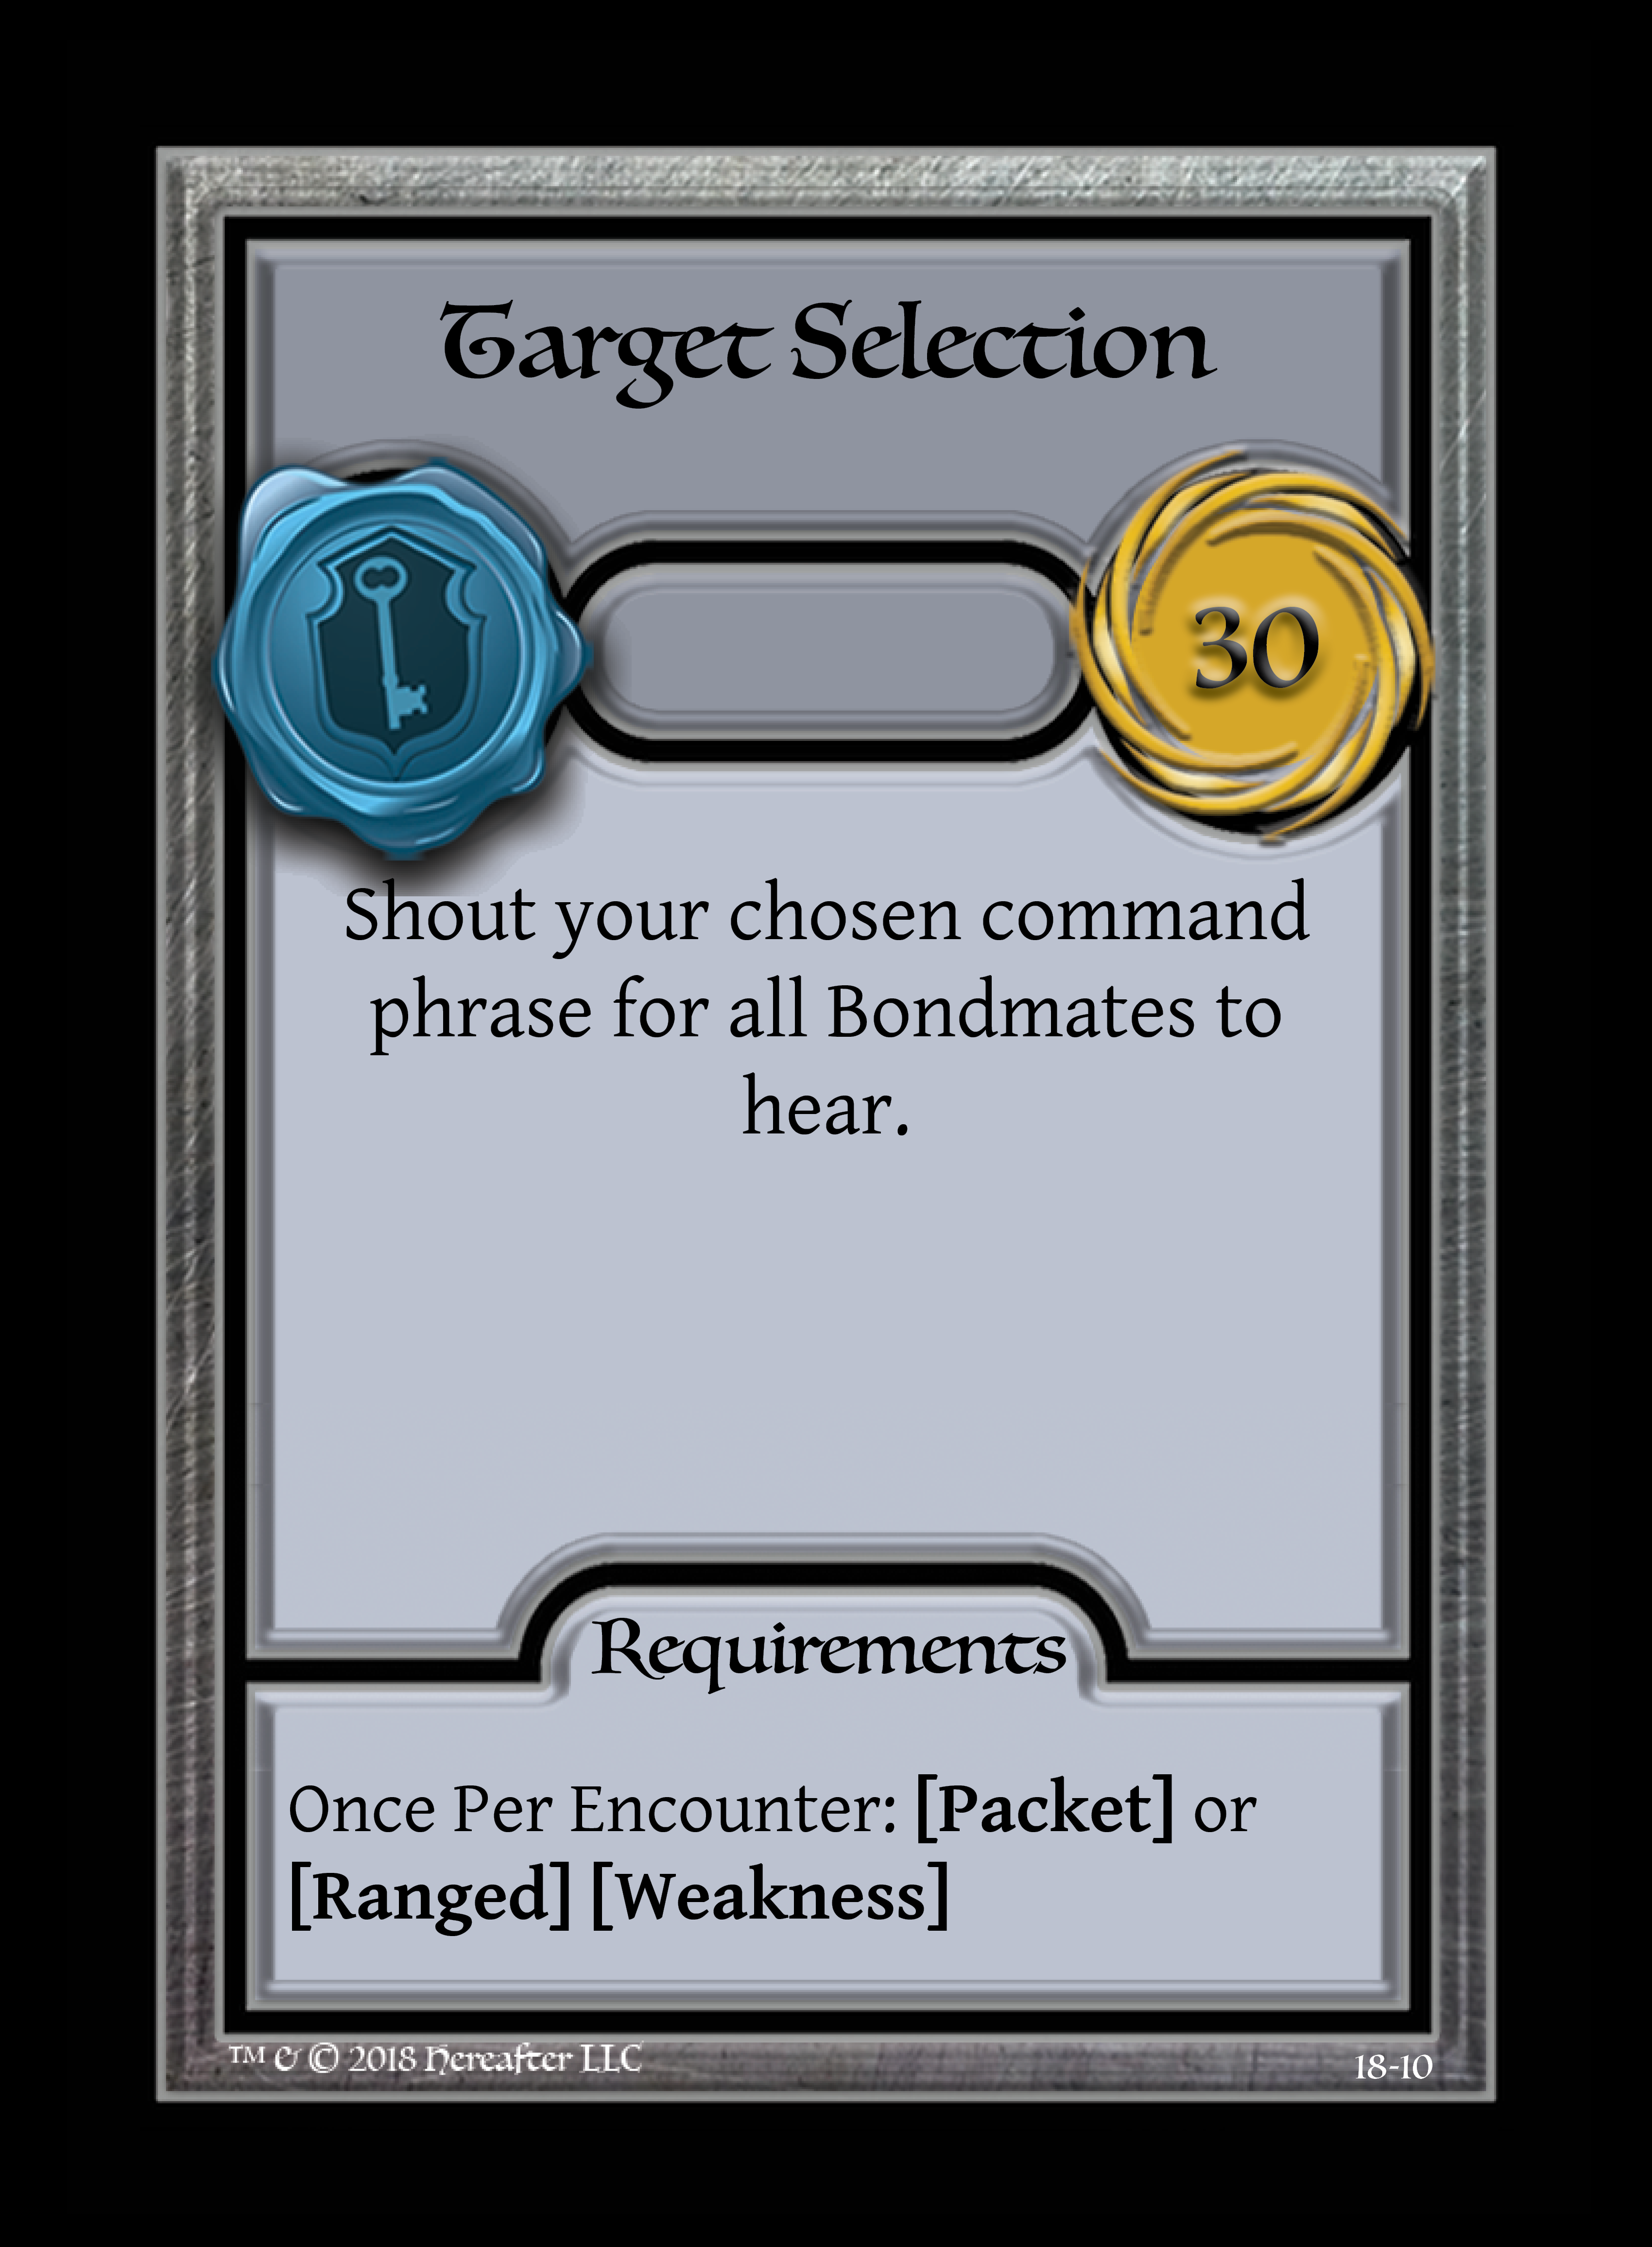 Target Selection
30
Shout your chosen command
phrase for all Bondmates to
hear.
Requirements
Once Per Encounter: [Packet] or
[Ranged] [Weakness]
™ & © 2018 Hereafter LLC
18-10